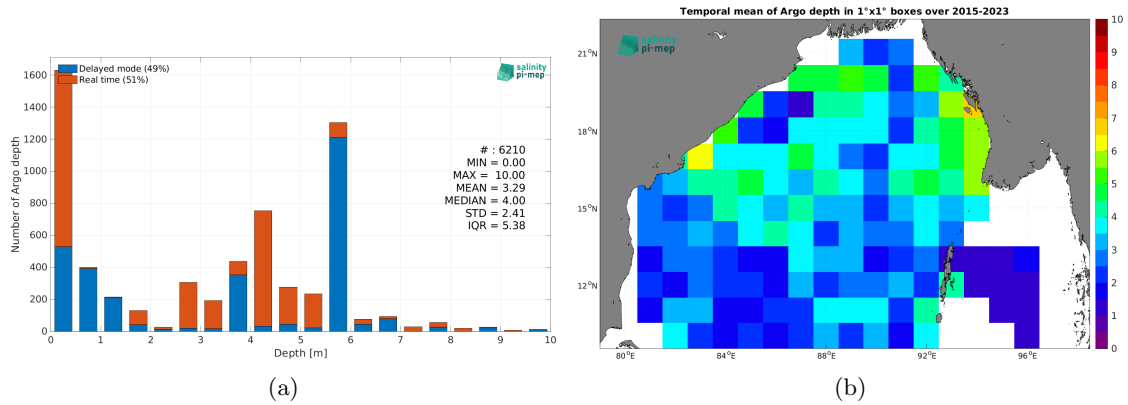 Delayed mode (49%)
Real time (51%)
salinity
pi-mep
# : 6210
MIN = 0.00
MAX = 10.00
MEAN = 3.29
MEDIAN = 4.00
STD = 2.41
IQR = 5.38
Number of Argo depth
1600
1400
1200
1000
800
600
400
200
0
0 1 2 3 4 5 6 7 8 9 10
Depth [m]
(a)
Temporal mean of Argo depth in 1°x1° boxes over 2015-2023
salinity
pi-mep
21°N
18°N
15°N
12°N
80°E 84°E 88°E 92°E 96°E
10
9
8
7
6
5
4
3
2
1
0
(b)